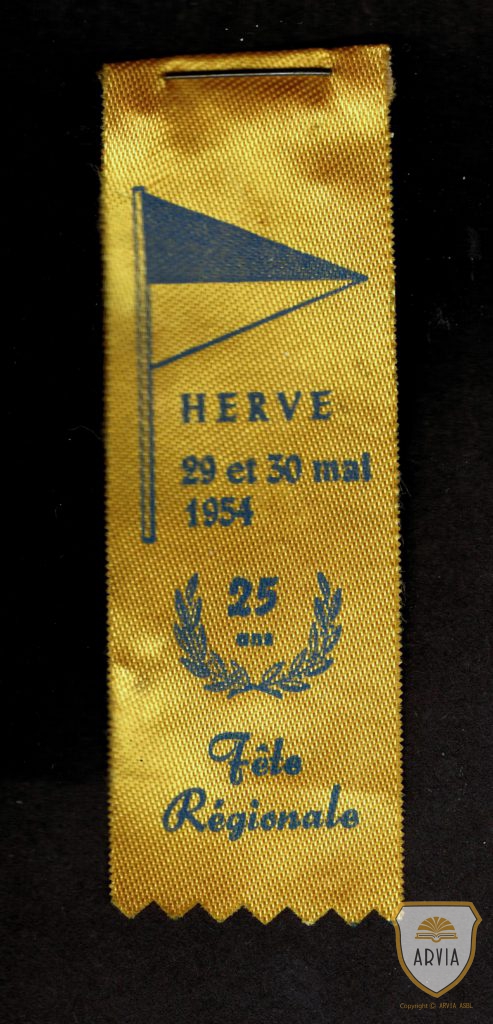 HERVE
29 et 30 mai
1954
25
ans
Fête
Régionale
ARVIA
Copyright © ARVIA ASBL